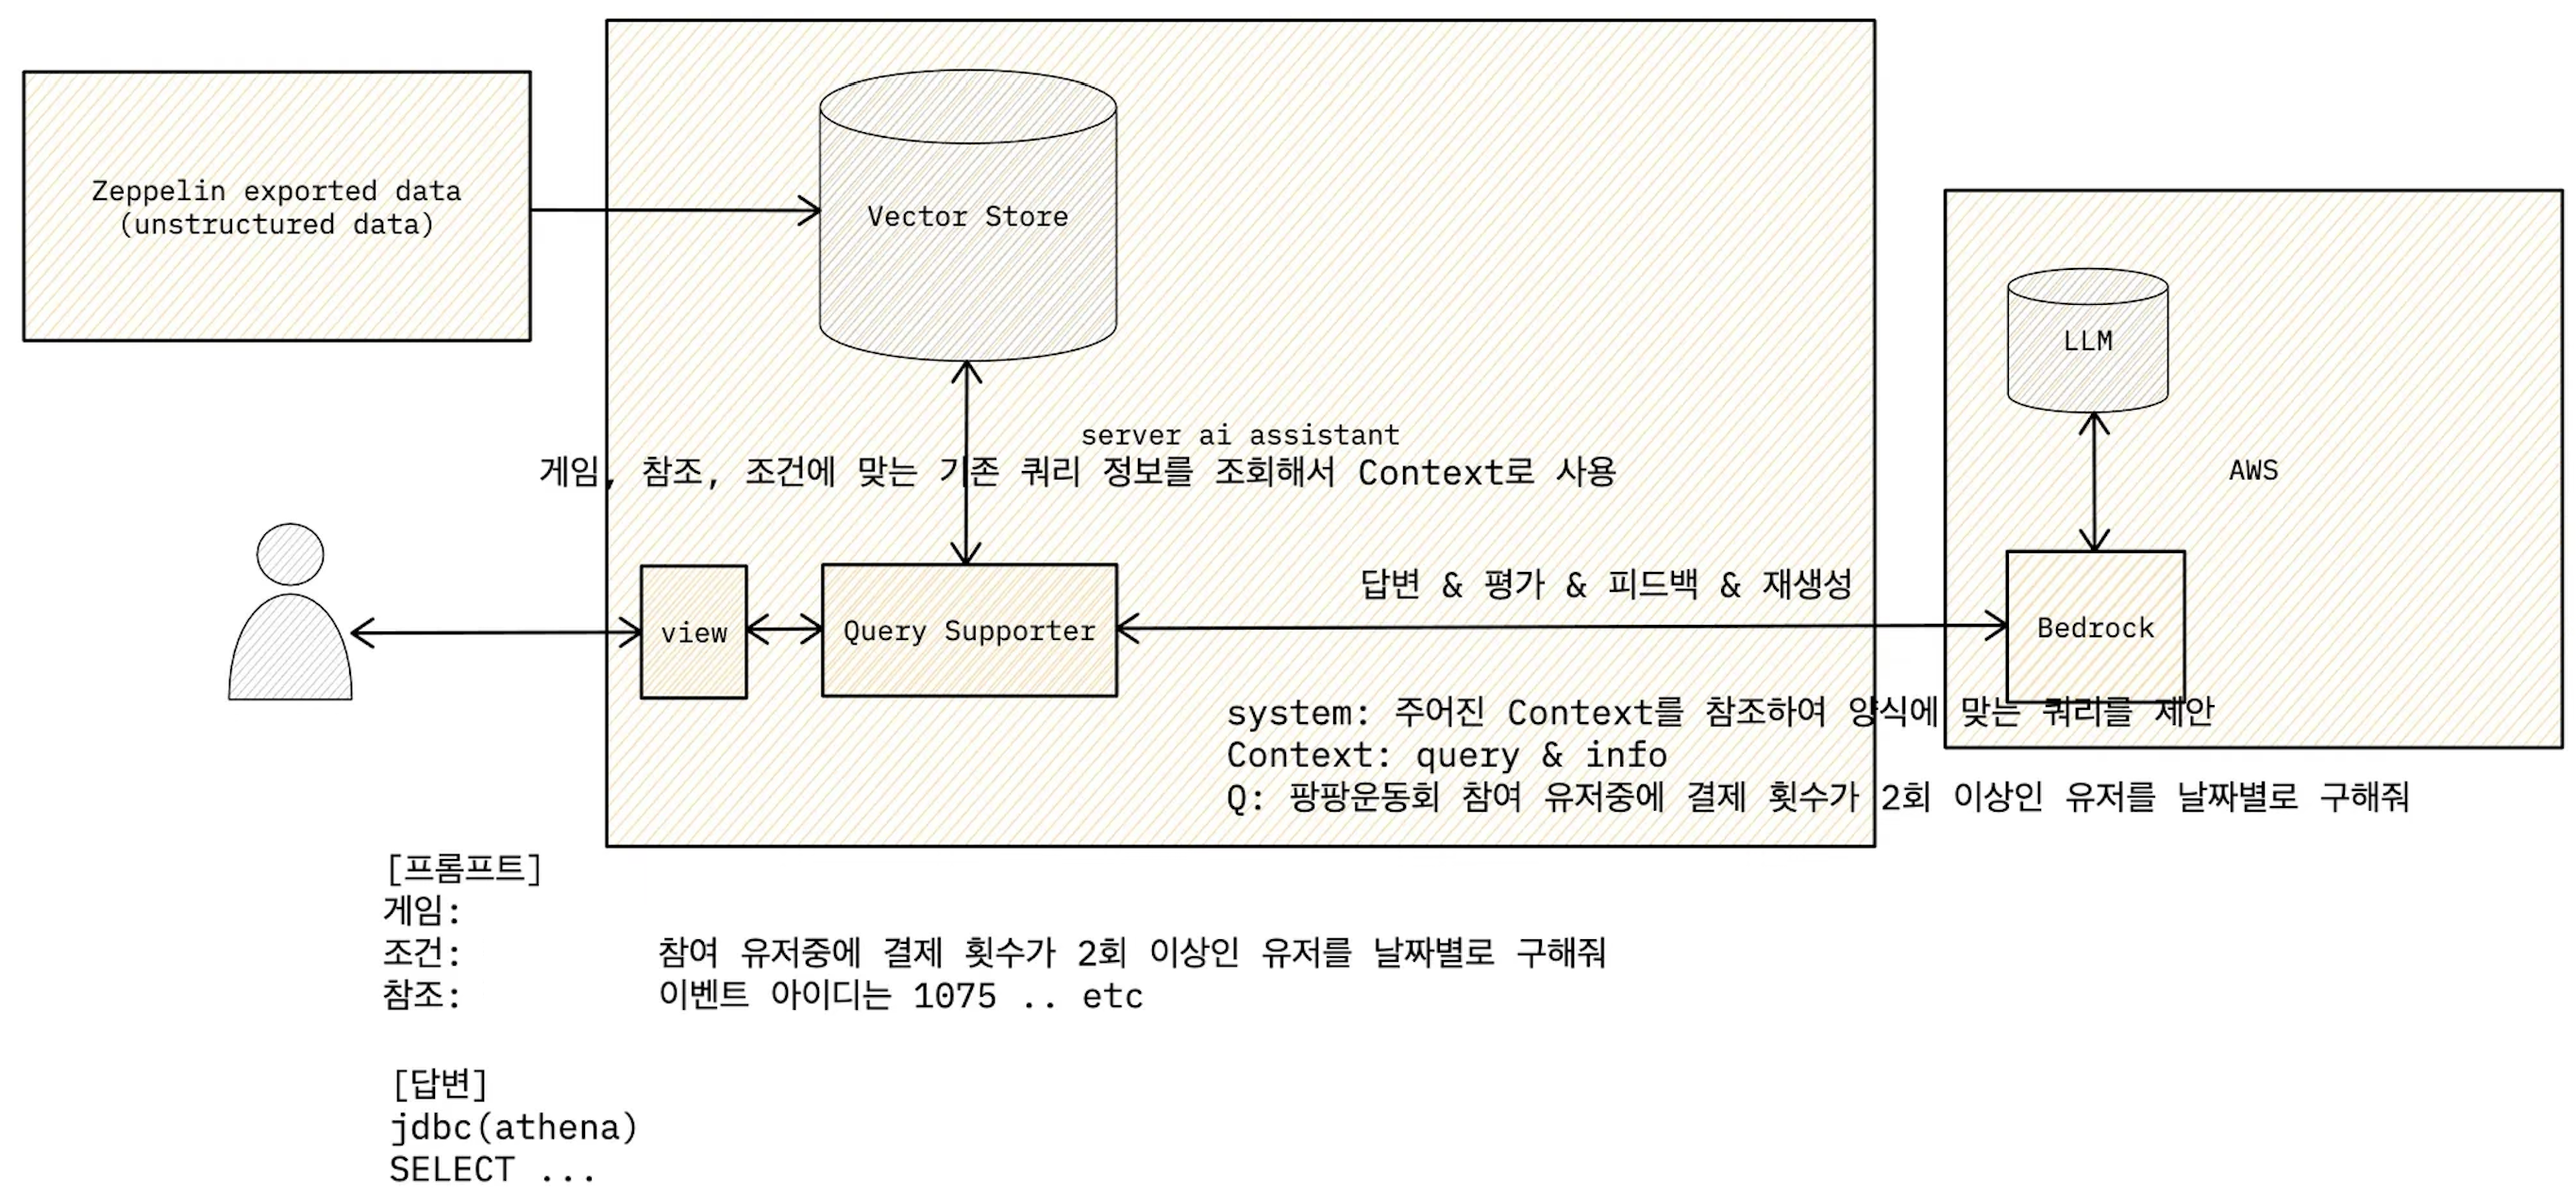 Zeppelin exported data
(unstructured data)
Vector Store
LLM
server ai assistant
게임, 참조, 조건에 맞는 기존 쿼리 정보를 조회해서 Context로 사용
AWS
답변 & 평가 & 피드백 & 재생성
view
Query Supporter
Bedrock
system: 주어진 Context를 참조하여 양식에 맞는 쿼리를 제안
Context: query & info
Q: 팡팡운동회 참여 유저중에 결제 횟수가 2회 이상인 유저를 날짜별로 구해줘
[프롬프트]
게임:
조건: 참여 유저중에 결제 횟수가 2회 이상인 유저를 날짜별로 구해줘
참조: 이벤트 아이디는 1075 .. etc
[답변]
jdbc(athena)
SELECT ...